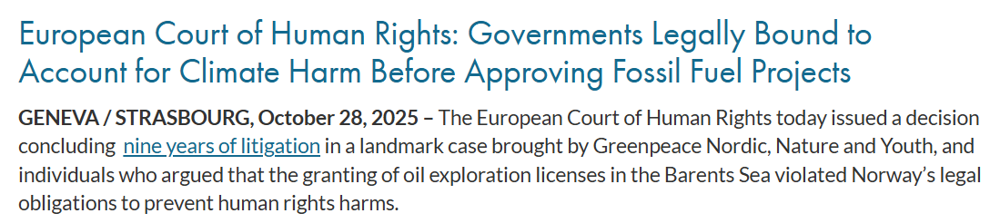 European Court of Human Rights: Governments Legally Bound to
Account for Climate Harm Before Approving Fossil Fuel Projects
GENEVA / STRASBOURG, October 28, 2025 – The European Court of Human Rights today issued a decision
concluding nine years of litigation in a landmark case brought by Greenpeace Nordic, Nature and Youth, and
individuals who argued that the granting of oil exploration licenses in the Barents Sea violated Norway’s legal
obligations to prevent human rights harms.